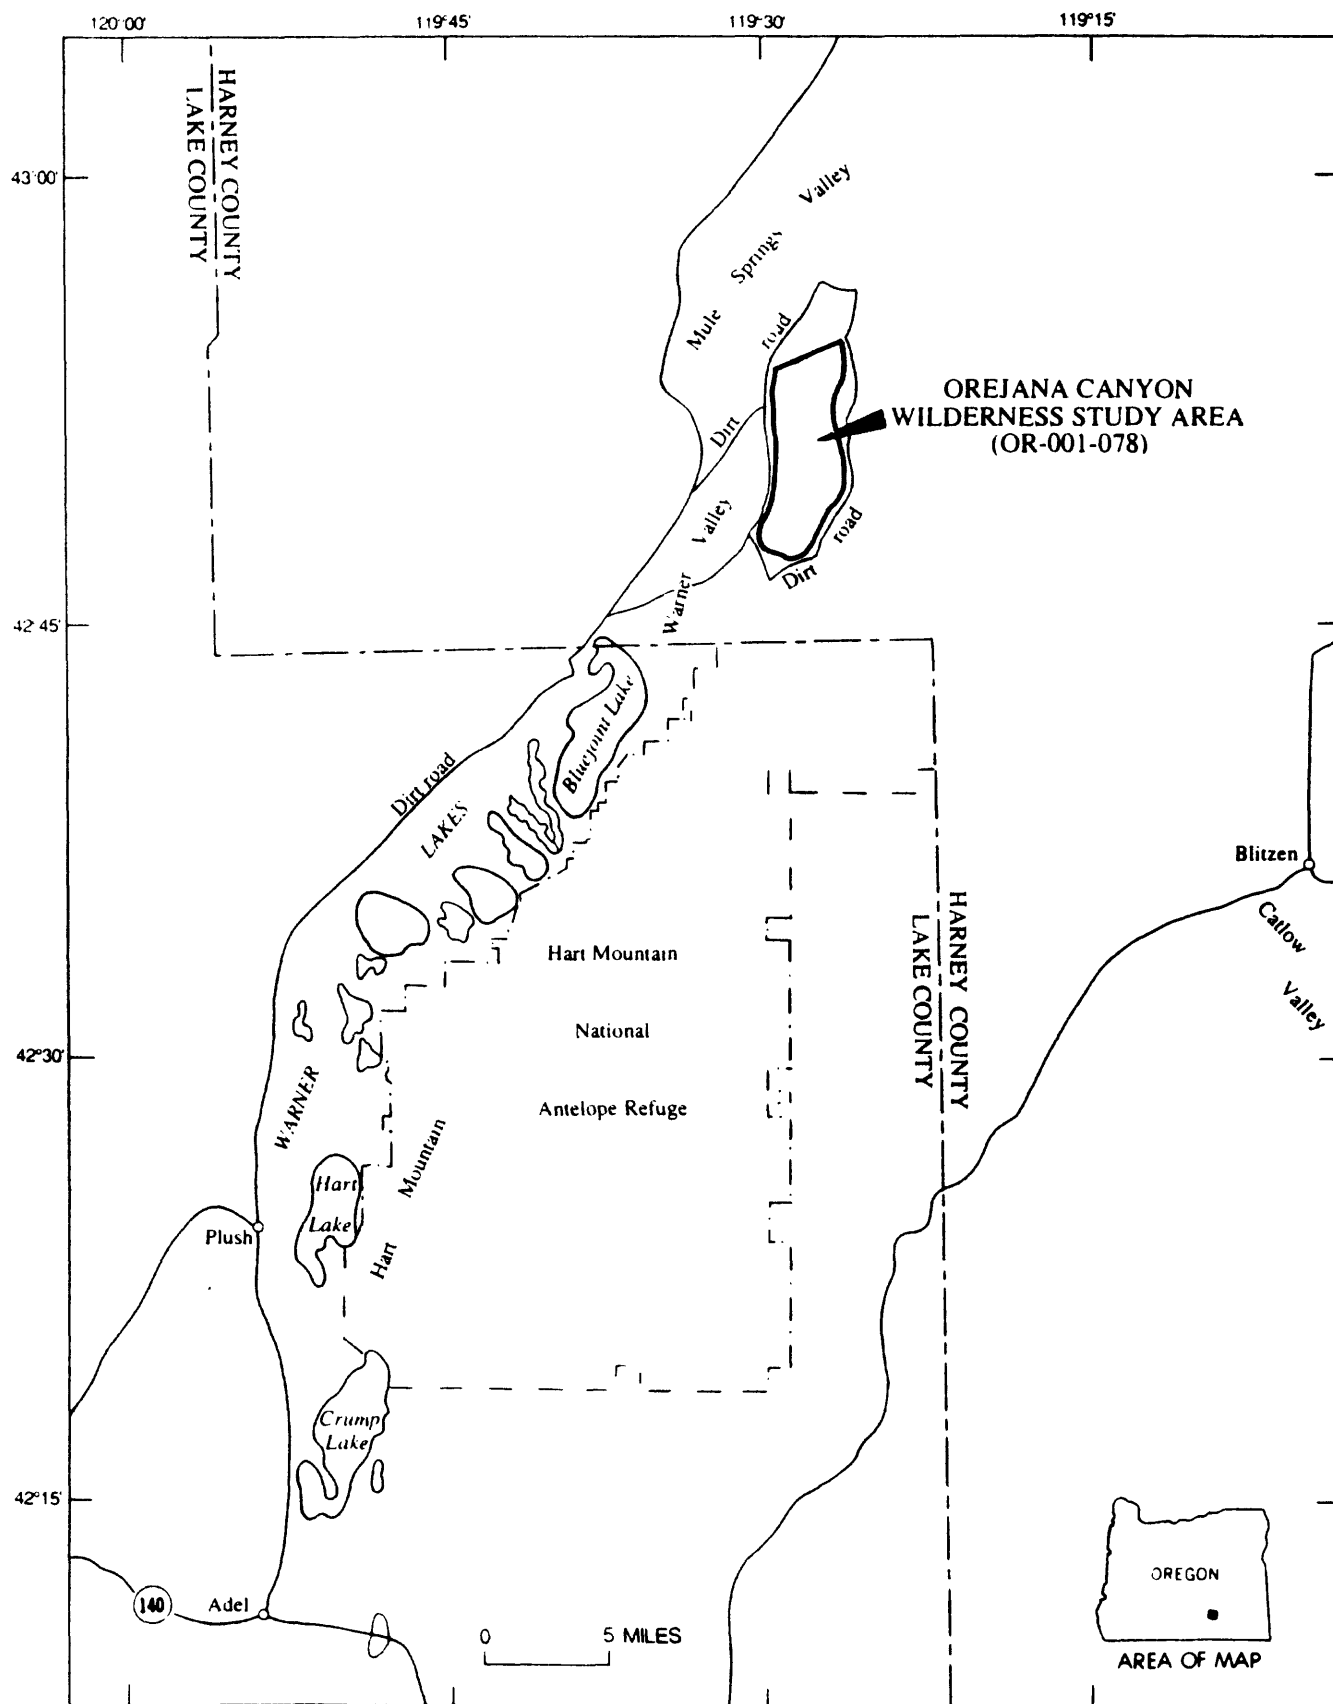 120°00'
119°45'
119°30'
119°15'
HARNEY COUNTY
LAKE COUNTY
43°00'
Mule Springs Valley
road
Dirt
OREJANA CANYON
WILDERNESS STUDY AREA
(OR-001-078)
Warner Valley
Dirt road
42°45'
Bluejoint Lake
Dirt road
WARNER LAKES
Blitzen
Catlow Valley
HARNEY COUNTY
LAKE COUNTY
Hart Mountain
National
Antelope Refuge
42°30'
Hart Mountain
Hart
Lake
Plush
Crump
Lake
42°15'
140
Adel
0 5 MILES
OREGON
AREA OF MAP